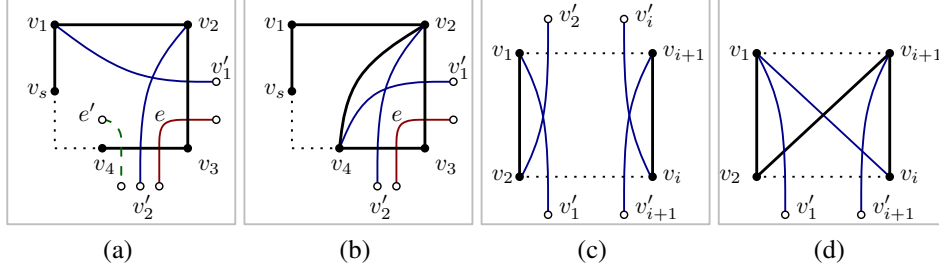 v₁ v₂ v′₁ vₛ e′ e v₄ v₃ v′₂
v₁ v₂ v′₁ vₛ e v₄ v₃ v′₂
v′₂ v′ᵢ v₁ vᵢ₊₁ v₂ vᵢ v′₁ v′ᵢ₊₁
v₁ vᵢ₊₁ v₂ vᵢ v′₁ v′ᵢ₊₁
(a) (b) (c) (d)